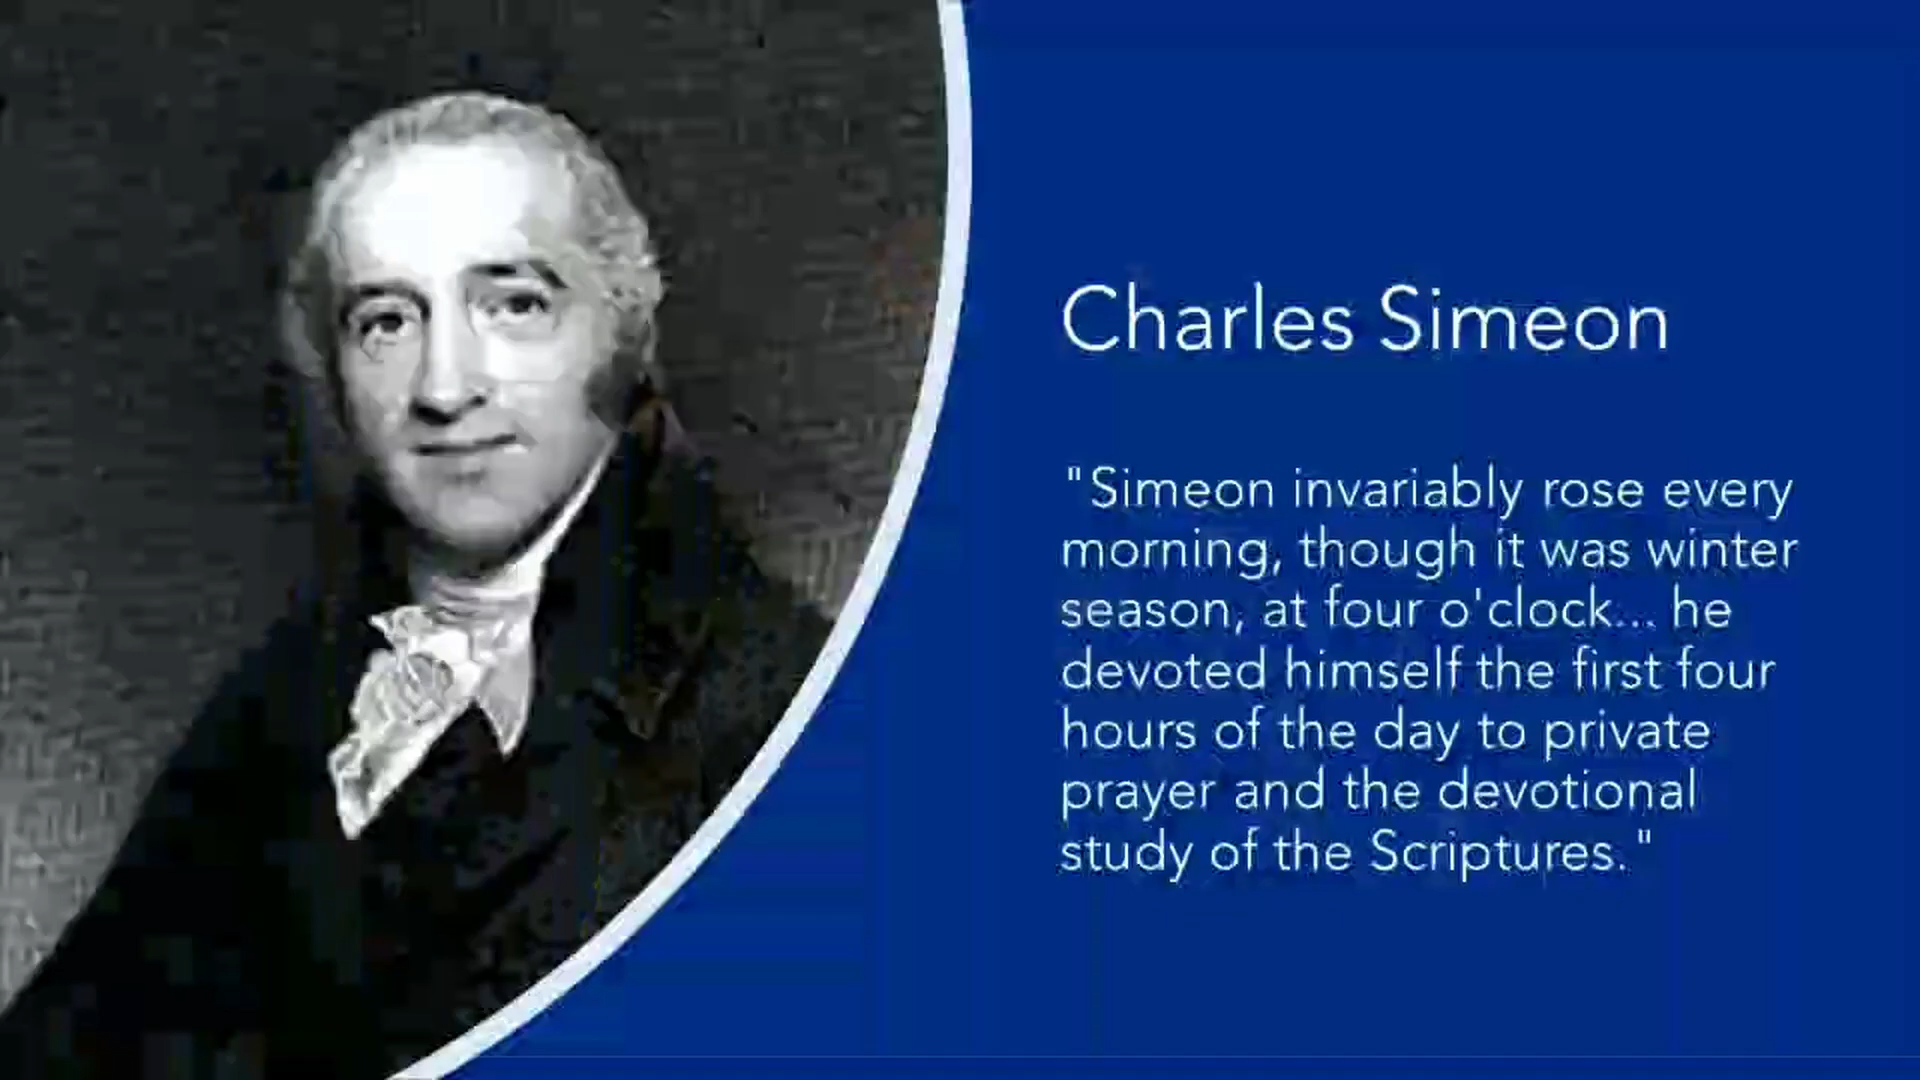 Charles Simeon
"Simeon invariably rose every
morning, though it was winter
season, at four o'clock... he
devoted himself the first four
hours of the day to private
prayer and the devotional
study of the Scriptures."